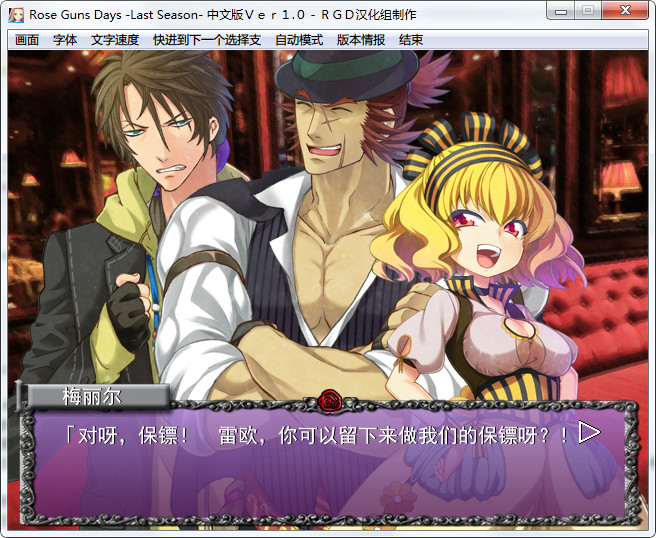 Rose Guns Days -Last Season- 中文版Ｖｅｒ１.０ - ＲＧＤ汉化组制作
画面 字体 文字速度 快进到下一个选择支 自动模式 版本情报 结束
梅丽尔
「对呀，保镖！　雷欧，你可以留下来做我们的保镖呀？！